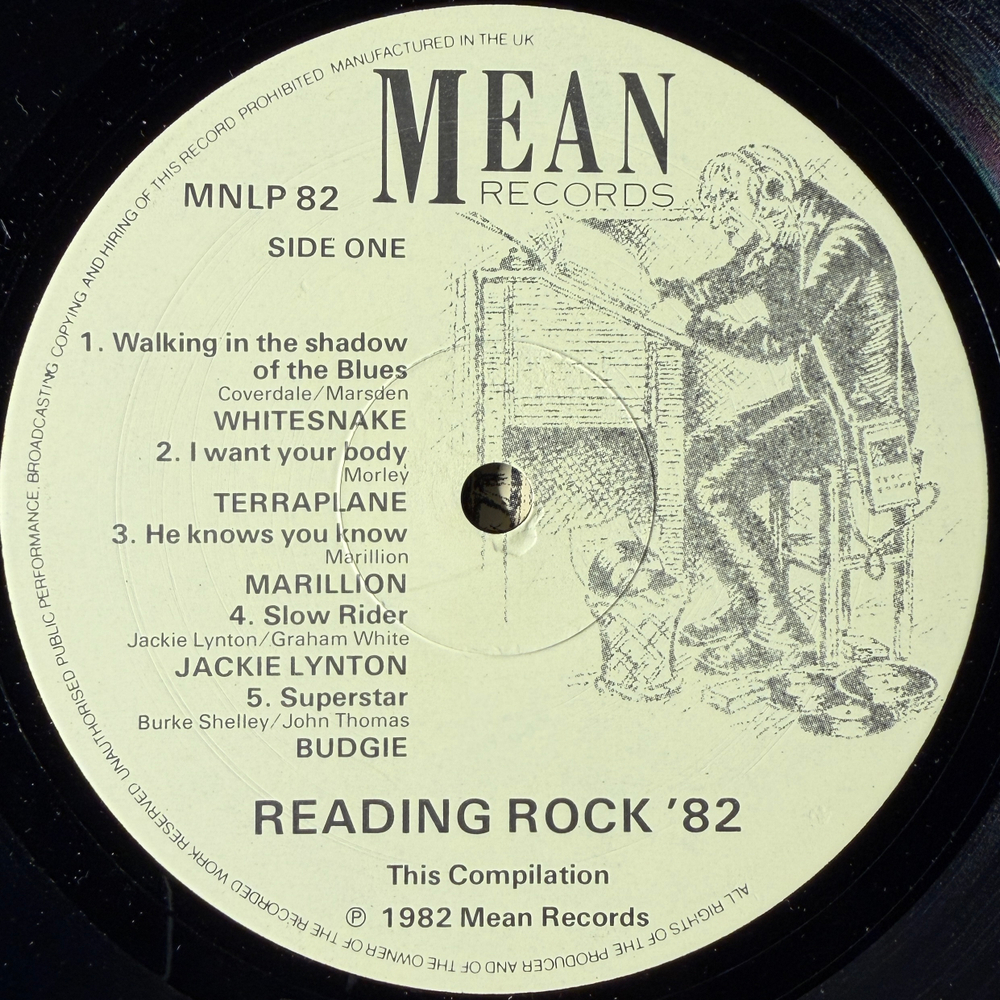 ALL RIGHTS OF THE PRODUCER AND OF THE OWNER OF THE RECORDED WORK RESERVED UNAUTHORISED PUBLIC PERFORMANCE, BROADCASTING COPYING AND HIRING OF THIS RECORD PROHIBITED MANUFACTURED IN THE UK
MEAN
RECORDS
MNLP 82
SIDE ONE
1. Walking in the shadow
of the Blues
Coverdale/Marsden
WHITESNAKE
2. I want your body
Morley
TERRAPLANE
3. He knows you know
Marillion
MARILLION
4. Slow Rider
Jackie Lynton/Graham White
JACKIE LYNTON
5. Superstar
Burke Shelley/John Thomas
BUDGIE
READING ROCK '82
This Compilation
℗ 1982 Mean Records